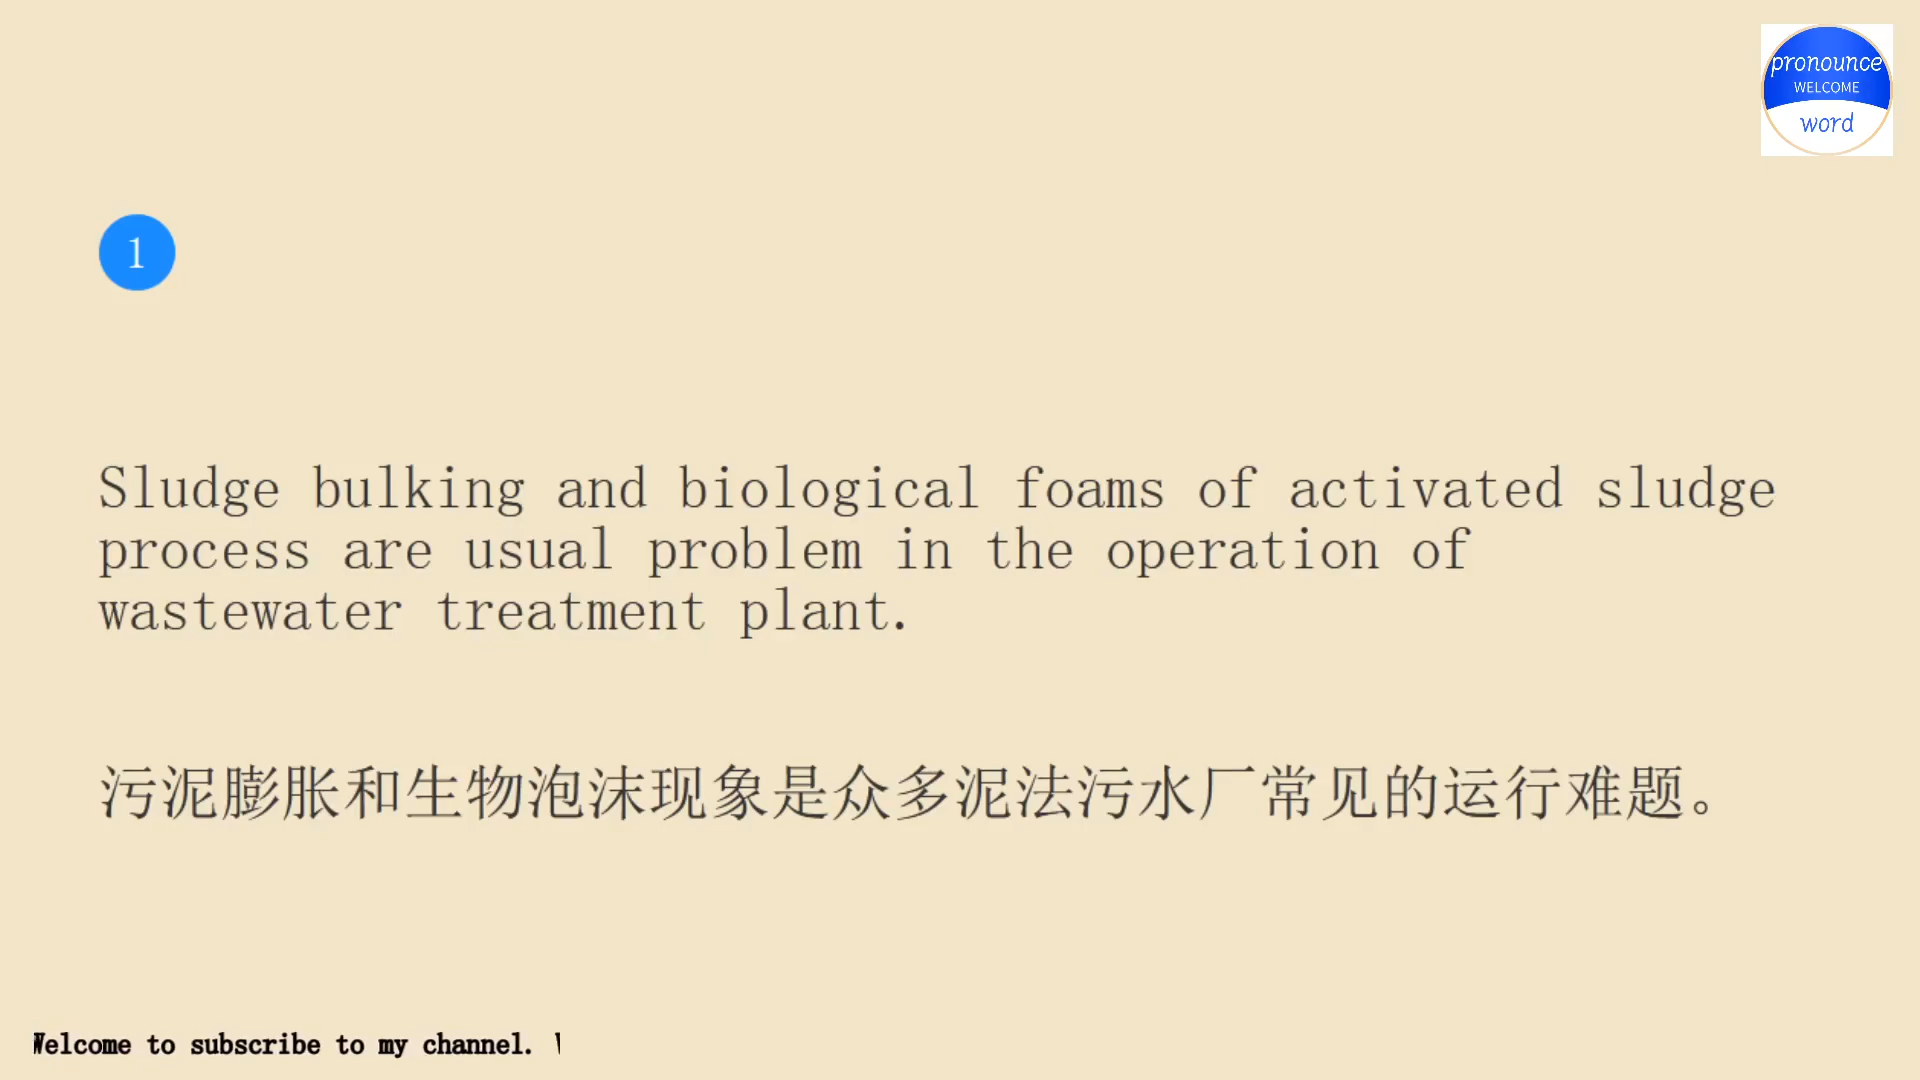 pronounce
WELCOME
word
1
Sludge bulking and biological foams of activated sludge
process are usual problem in the operation of
wastewater treatment plant.
污泥膨胀和生物泡沫现象是众多泥法污水厂常见的运行难题。
Welcome to subscribe to my channel.